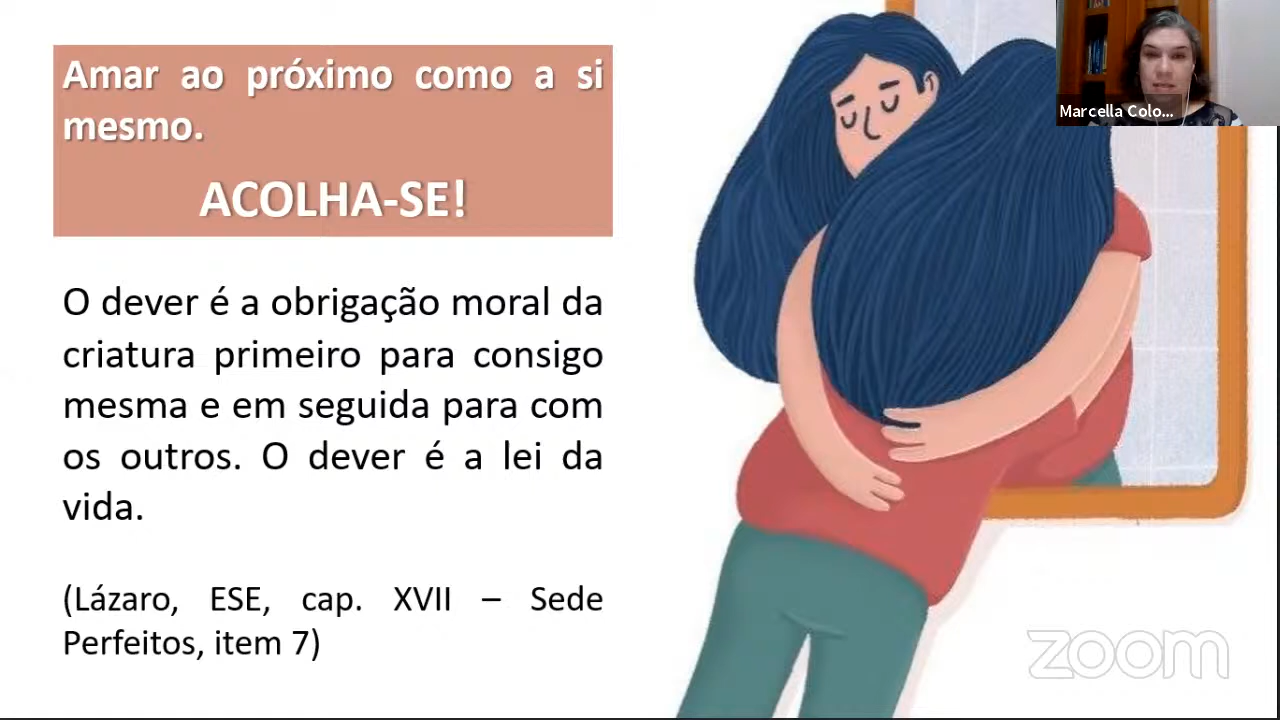 Amar ao próximo como a si
mesmo.
ACOLHA-SE!
O dever é a obrigação moral da
criatura primeiro para consigo
mesma e em seguida para com
os outros. O dever é a lei da
vida.
(Lázaro, ESE, cap. XVII – Sede
Perfeitos, item 7)
Marcella Colo...
zoom